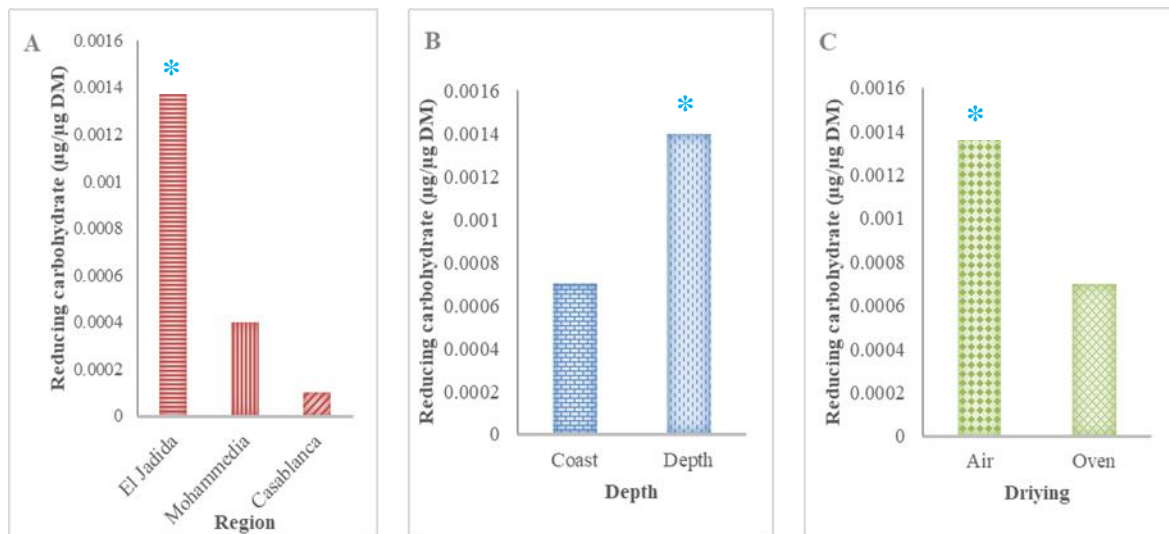 A
Reducing carbohydrate (µg/µg DM)
0.0016
0.0014
0.0012
0.001
0.0008
0.0006
0.0004
0.0002
0
*
El Jadida
Mohammedia
Casablanca
Region
B
Reducing carbohydrate (µg/µg DM)
0.0016
0.0014
0.0012
0.001
0.0008
0.0006
0.0004
0.0002
0
*
Coast
Depth
Depth
C
Reducing carbohydrate (µg/µg DM)
0.0016
0.0014
0.0012
0.001
0.0008
0.0006
0.0004
0.0002
0
*
Air
Oven
Driying